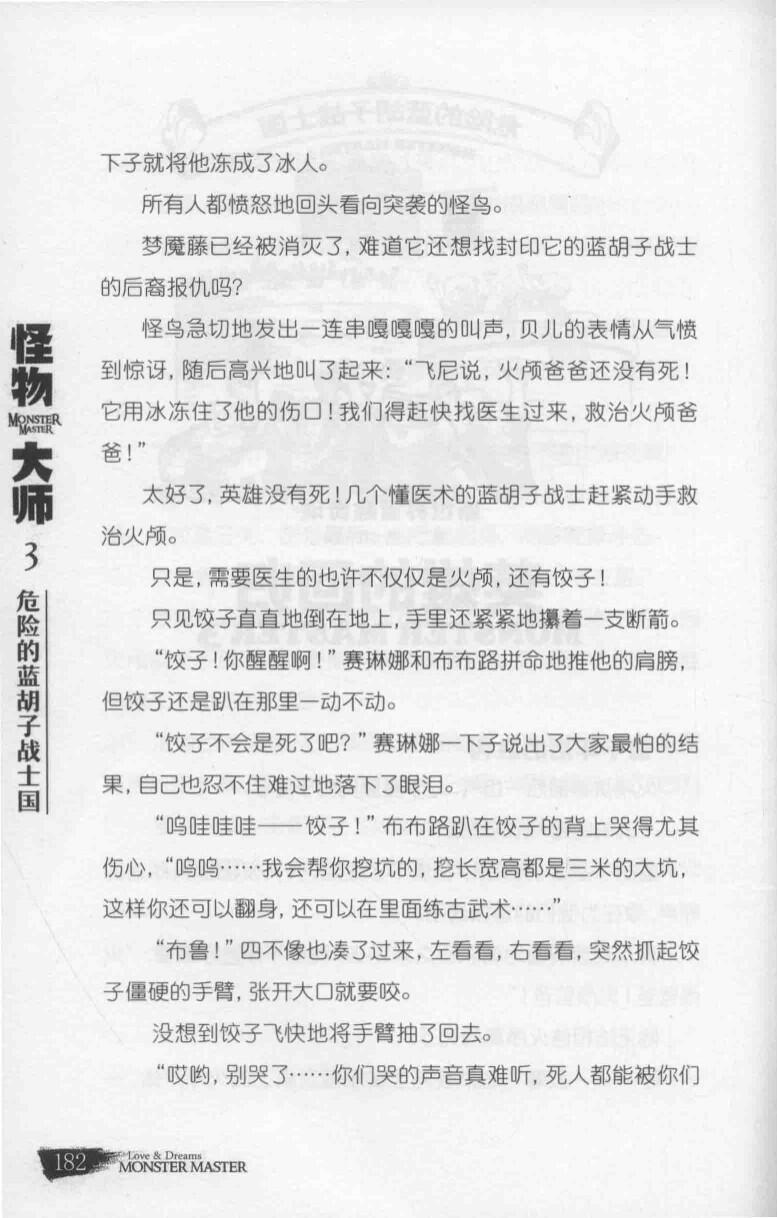 下子就将他冻成了冰人。
所有人都愤怒地回头看向突袭的怪鸟。
梦魇藤已经被消灭了,难道它还想找封印它的蓝胡子战士
的后裔报仇吗?
怪鸟急切地发出一连串嘎嘎嘎的叫声,贝儿的表情从气愤
到惊讶,随后高兴地叫了起来:“飞尼说,火颅爸爸还没有死!
它用冰冻住了他的伤口!我们得赶快找医生过来,救治火颅爸
爸!”
太好了,英雄没有死!几个懂医术的蓝胡子战士赶紧动手救
治火颅。
只是,需要医生的也许不仅仅是火颅,还有饺子!
只见饺子直直地倒在地上,手里还紧紧地攥着一支断箭。
“饺子!你醒醒啊!”赛琳娜和布布路拼命地推他的肩膀,
但饺子还是趴在那里一动不动。
“饺子不会是死了吧?”赛琳娜一下子说出了大家最怕的结
果,自己也忍不住难过地落下了眼泪。
“呜哇哇哇——饺子!”布布路趴在饺子的背上哭得尤其
伤心,“呜呜……我会帮你挖坑的,挖长宽高都是三米的大坑,
这样你还可以翻身,还可以在里面练古武术……”
“布鲁!”四不像也凑了过来,左看看,右看看,突然抓起饺
子僵硬的手臂,张开大口就要咬。
没想到饺子飞快地将手臂抽了回去。
“哎哟,别哭了……你们哭的声音真难听,死人都能被你们
怪物
MONSTER
MASTER
大师
3
危险的蓝胡子战士国
182
Love & Dreams
MONSTER MASTER